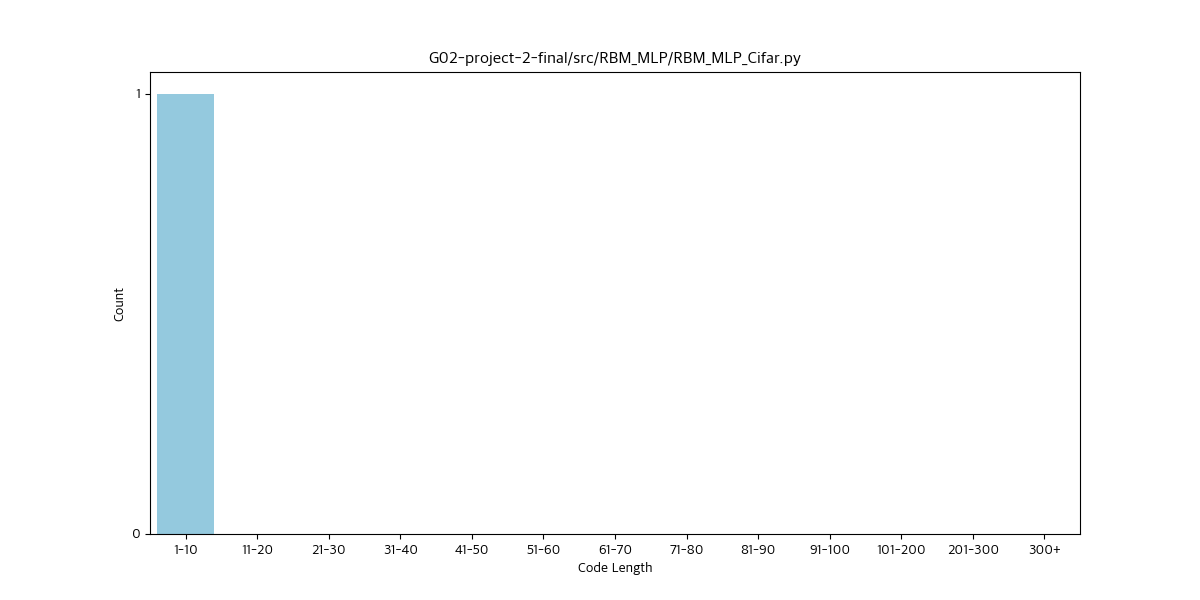 G02-project-2-final/src/RBM_MLP/RBM_MLP_Cifar.py
Count
1
0
1-10 11-20 21-30 31-40 41-50 51-60 61-70 71-80 81-90 91-100 101-200 201-300 300+
Code Length